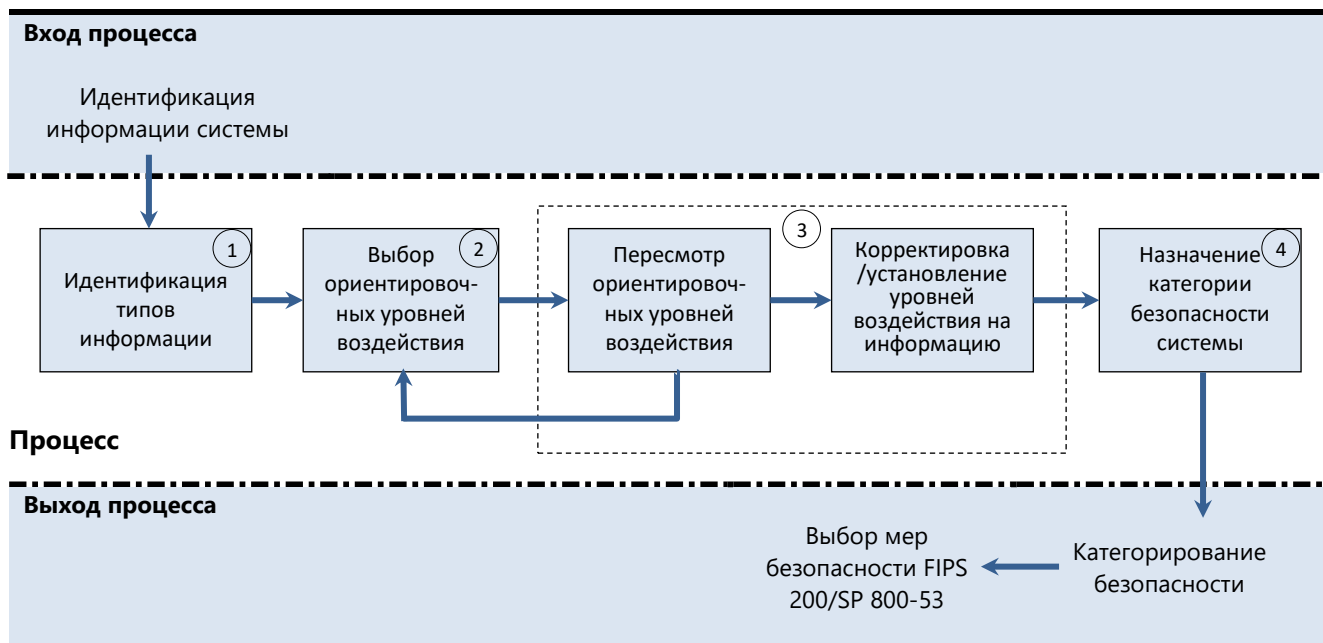 Вход процесса
Идентификация
информации системы
1
Идентификация
типов
информации
2
Выбор
ориентировоч-
ных уровней
воздействия
3
Пересмотр
ориентировоч-
ных уровней
воздействия
Корректировка
/установление
уровней
воздействия на
информацию
4
Назначение
категории
безопасности
системы
Процесс
Выход процесса
Выбор мер
безопасности FIPS
200/SP 800-53
Категорирование
безопасности